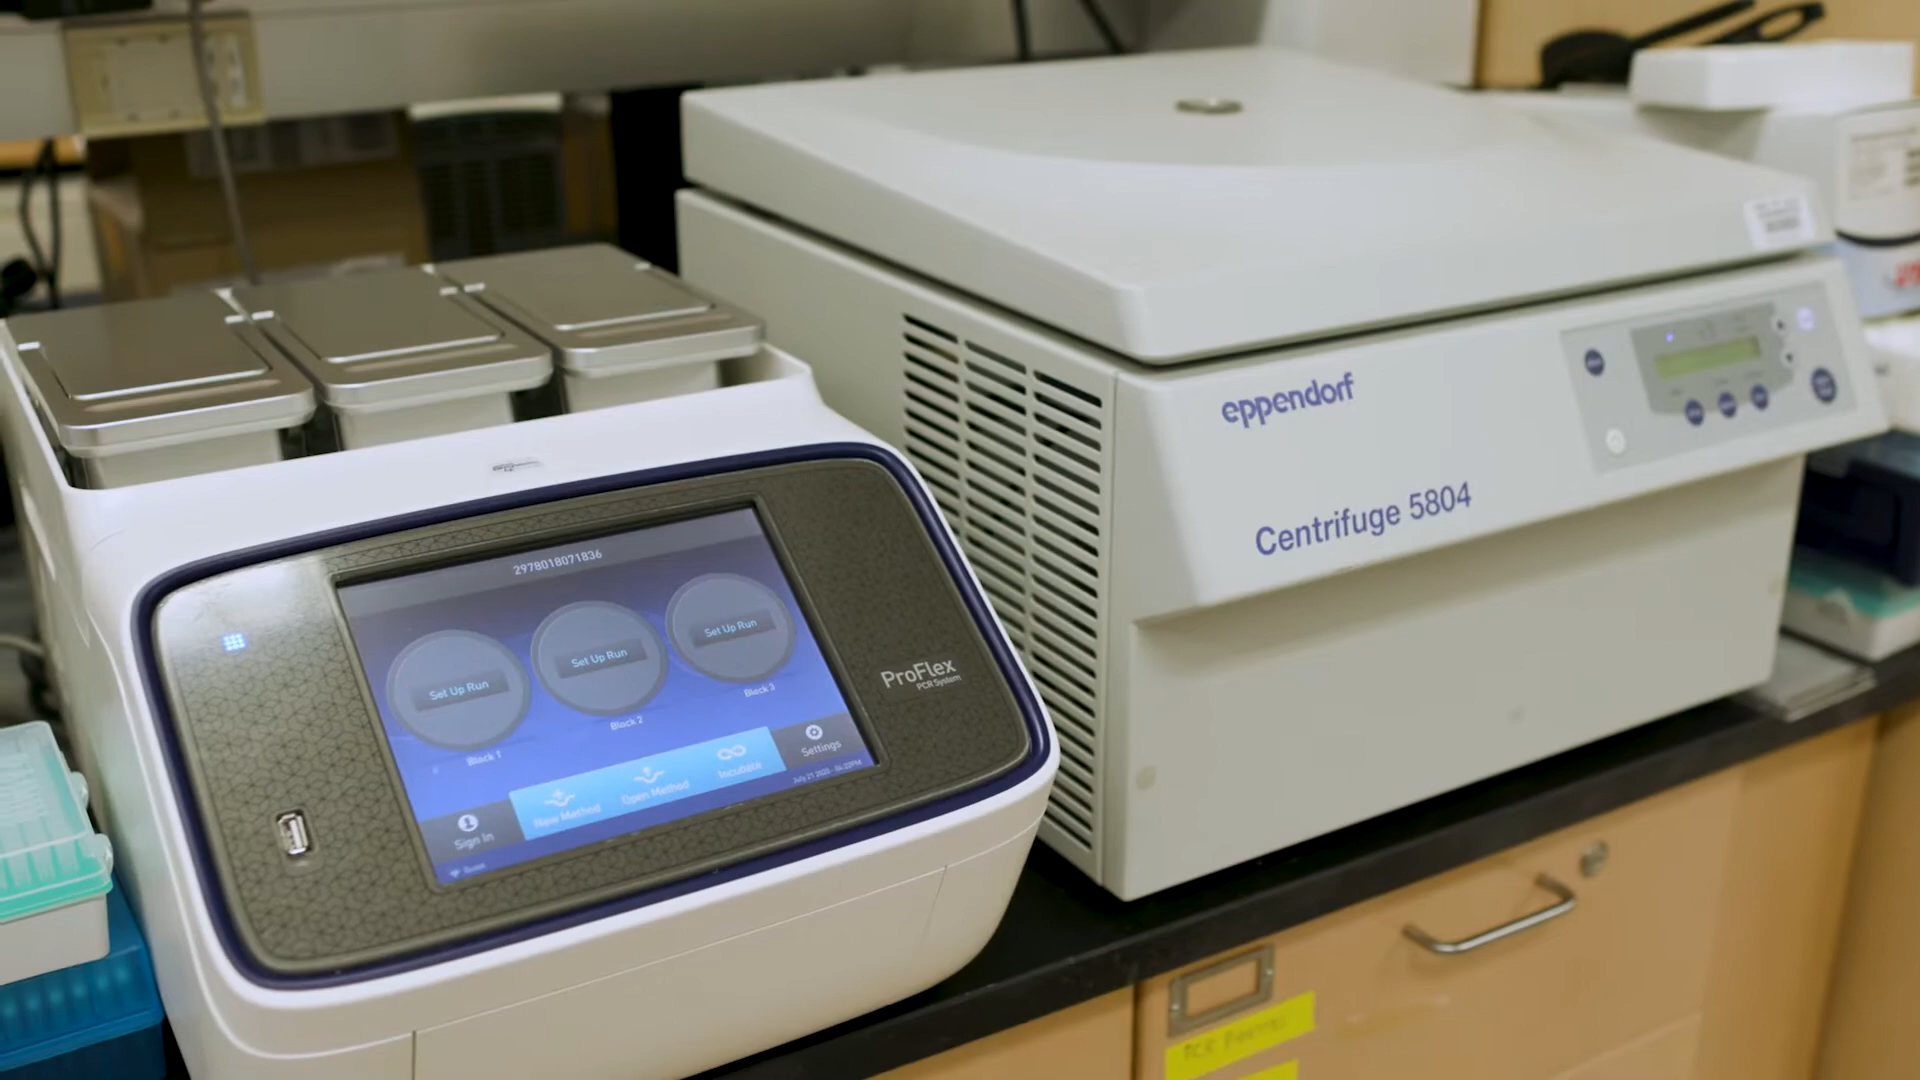 2978018071836
Set Up Run
Set Up Run
Set Up Run
Block 1
Block 2
Block 3
Sign In
New Method
Open Method
Incubate
Settings
ProFlex
PCR System
eppendorf
Centrifuge 5804